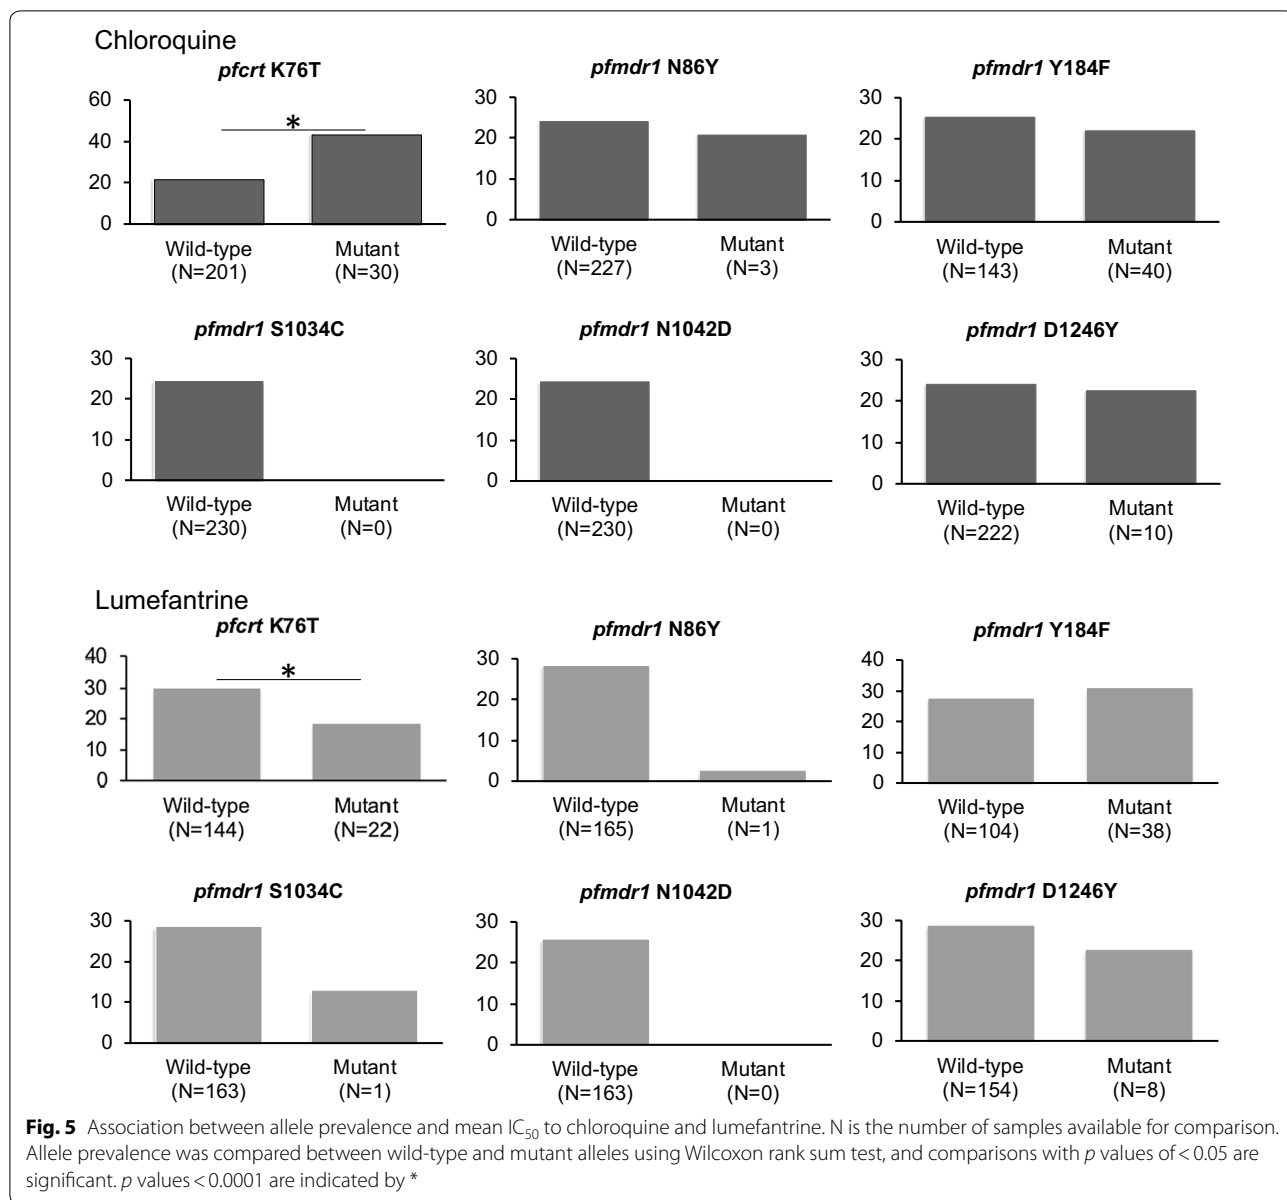 Chloroquine
pfcrt K76T
60
40
20
0
*
Wild-type Mutant
(N=201) (N=30)
pfmdr1 N86Y
30
20
10
0
Wild-type Mutant
(N=227) (N=3)
pfmdr1 Y184F
30
20
10
0
Wild-type Mutant
(N=143) (N=40)
pfmdr1 S1034C
30
20
10
0
Wild-type Mutant
(N=230) (N=0)
pfmdr1 N1042D
30
20
10
0
Wild-type Mutant
(N=230) (N=0)
pfmdr1 D1246Y
30
20
10
0
Wild-type Mutant
(N=222) (N=10)
Lumefantrine
pfcrt K76T
40
30
20
10
0
*
Wild-type Mutant
(N=144) (N=22)
pfmdr1 N86Y
30
20
10
0
Wild-type Mutant
(N=165) (N=1)
pfmdr1 Y184F
40
30
20
10
0
Wild-type Mutant
(N=104) (N=38)
pfmdr1 S1034C
30
20
10
0
Wild-type Mutant
(N=163) (N=1)
pfmdr1 N1042D
30
20
10
0
Wild-type Mutant
(N=163) (N=0)
pfmdr1 D1246Y
30
20
10
0
Wild-type Mutant
(N=154) (N=8)
Fig. 5 Association between allele prevalence and mean IC50 to chloroquine and lumefantrine. N is the number of samples available for comparison.
Allele prevalence was compared between wild-type and mutant alleles using Wilcoxon rank sum test, and comparisons with p values of < 0.05 are
significant. p values < 0.0001 are indicated by *